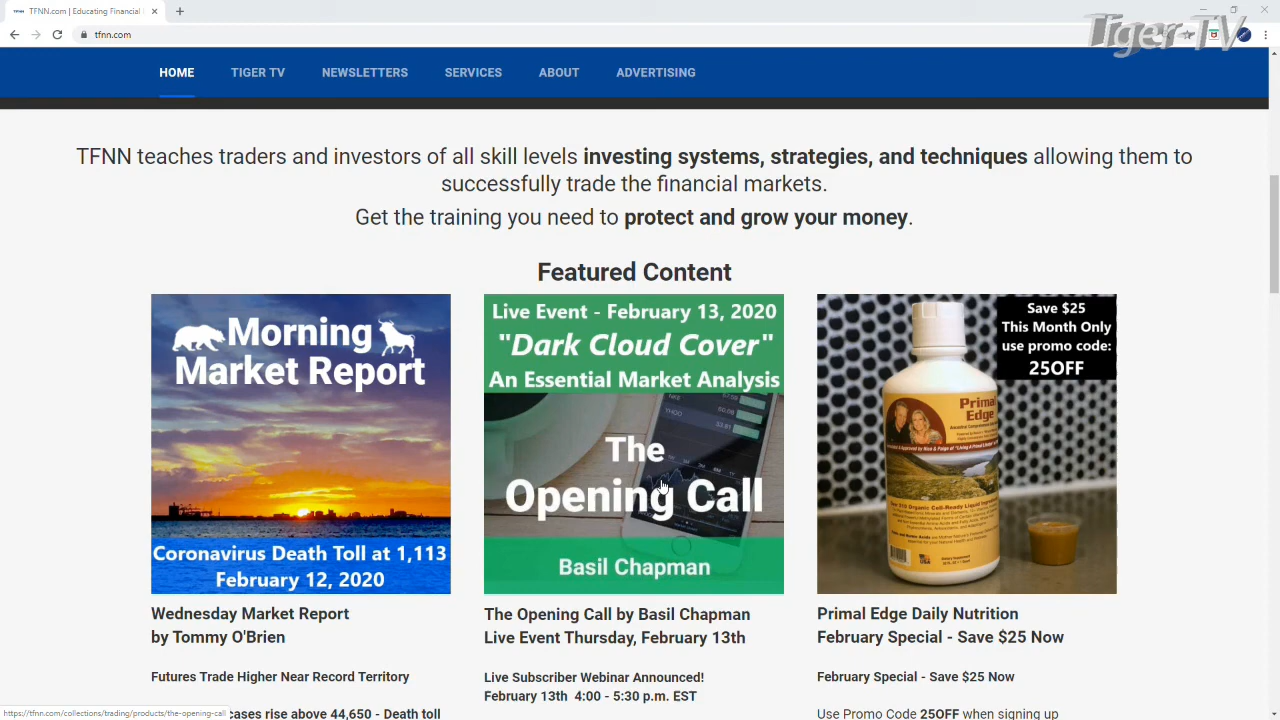 TFNN.com | Educating Financial
tfnn.com
Tiger-TV
HOME TIGER TV NEWSLETTERS SERVICES ABOUT ADVERTISING
TFNN teaches traders and investors of all skill levels investing systems, strategies, and techniques allowing them to
successfully trade the financial markets.
Get the training you need to protect and grow your money.
Featured Content
Morning
Market Report
Coronavirus Death Toll at 1,113
February 12, 2020
Wednesday Market Report
by Tommy O'Brien
Futures Trade Higher Near Record Territory
cases rise above 44,650 - Death toll
Live Event - February 13, 2020
"Dark Cloud Cover"
An Essential Market Analysis
The
Opening Call
Basil Chapman
The Opening Call by Basil Chapman
Live Event Thursday, February 13th
Live Subscriber Webinar Announced!
February 13th 4:00 - 5:30 p.m. EST
Save $25
This Month Only
use promo code:
25OFF
Primal
Edge
Primal Edge Daily Nutrition
February Special - Save $25 Now
February Special - Save $25 Now
Use Promo Code 25OFF when signing up
https://tfnn.com/collections/trading/products/the-opening-call